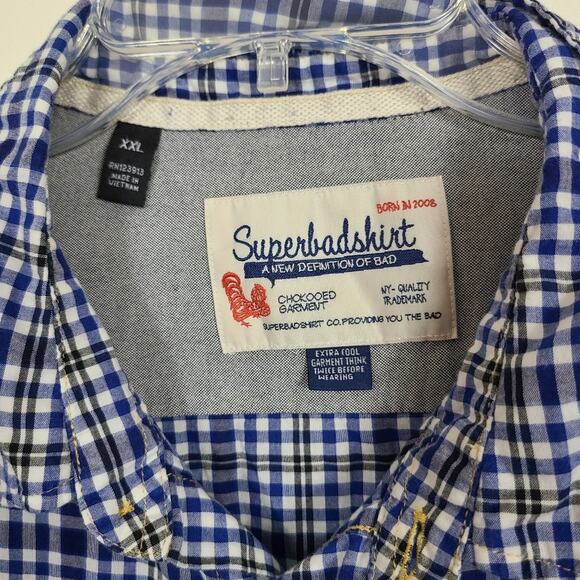 XXL
RN123913
MADE IN
VIETNAM
BORN IN 2008
Superbadshirt
A NEW DEFINITION OF BAD
CHOKOOED
GARMENT
NY- QUALITY
TRADEMARK
SUPERBADSHIRT CO. PROVIDING YOU THE BAD
EXTRA COOL
GARMENT THINK
TWICE BEFORE
WEARING